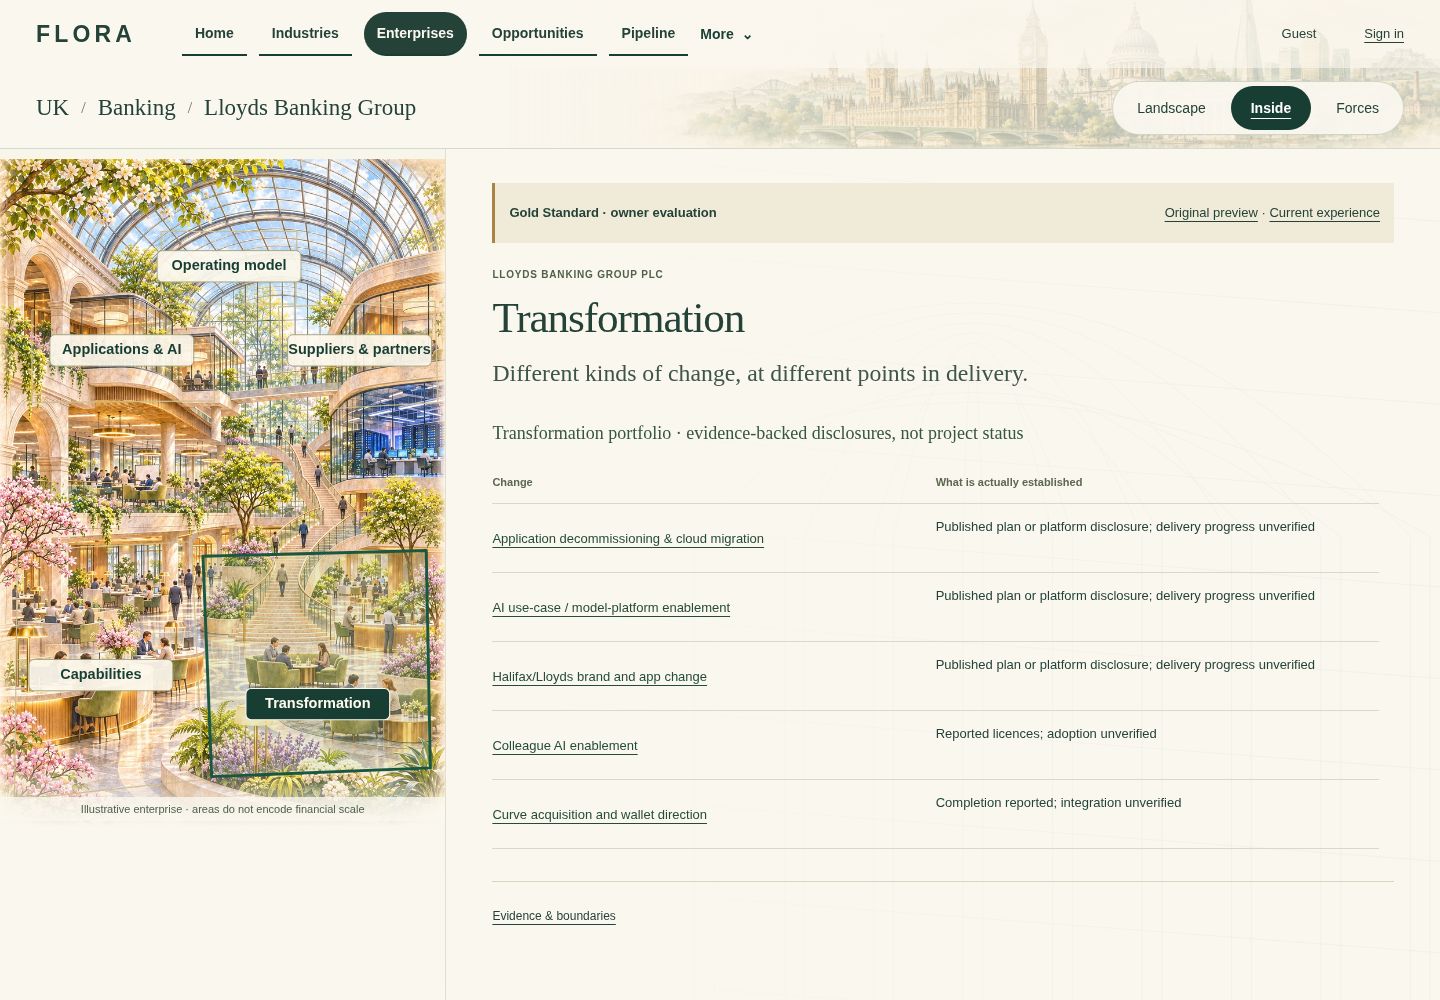 FLORA
Home
Industries
Enterprises
Opportunities
Pipeline
More
Guest
Sign in
UK / Banking / Lloyds Banking Group
Landscape
Inside
Forces
Operating model
Applications & AI
Suppliers & partners
Capabilities
Transformation
Illustrative enterprise · areas do not encode financial scale
Gold Standard · owner evaluation
Original preview · Current experience
LLOYDS BANKING GROUP PLC
Transformation
Different kinds of change, at different points in delivery.
Transformation portfolio · evidence-backed disclosures, not project status
Change
What is actually established
Application decommissioning & cloud migration
Published plan or platform disclosure; delivery progress unverified
AI use-case / model-platform enablement
Published plan or platform disclosure; delivery progress unverified
Halifax/Lloyds brand and app change
Published plan or platform disclosure; delivery progress unverified
Colleague AI enablement
Reported licences; adoption unverified
Curve acquisition and wallet direction
Completion reported; integration unverified
Evidence & boundaries